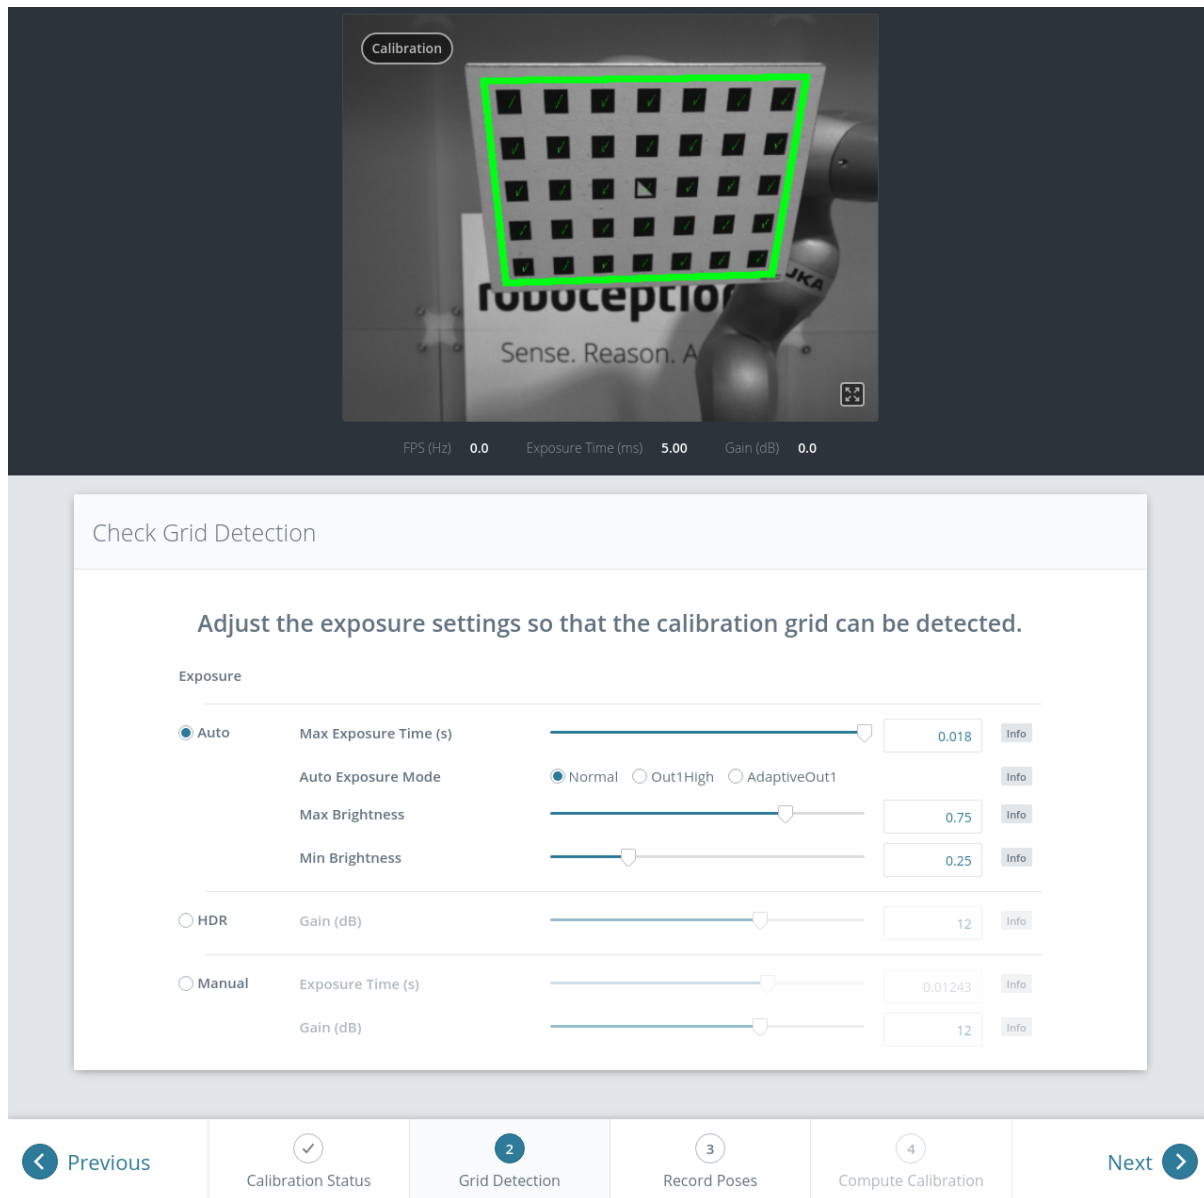 Calibration
roboception
Sense. Reason. A
FPS (Hz) 0.0 Exposure Time (ms) 5.00 Gain (dB) 0.0
Check Grid Detection
Adjust the exposure settings so that the calibration grid can be detected.
Exposure
Auto Max Exposure Time (s) 0.018 Info
Auto Exposure Mode Normal Out1High AdaptiveOut1 Info
Max Brightness 0.75 Info
Min Brightness 0.25 Info
HDR Gain (dB) 12 Info
Manual Exposure Time (s) 0.01243 Info
Gain (dB) 12 Info
Previous
Calibration Status
2
Grid Detection
3
Record Poses
4
Compute Calibration
Next